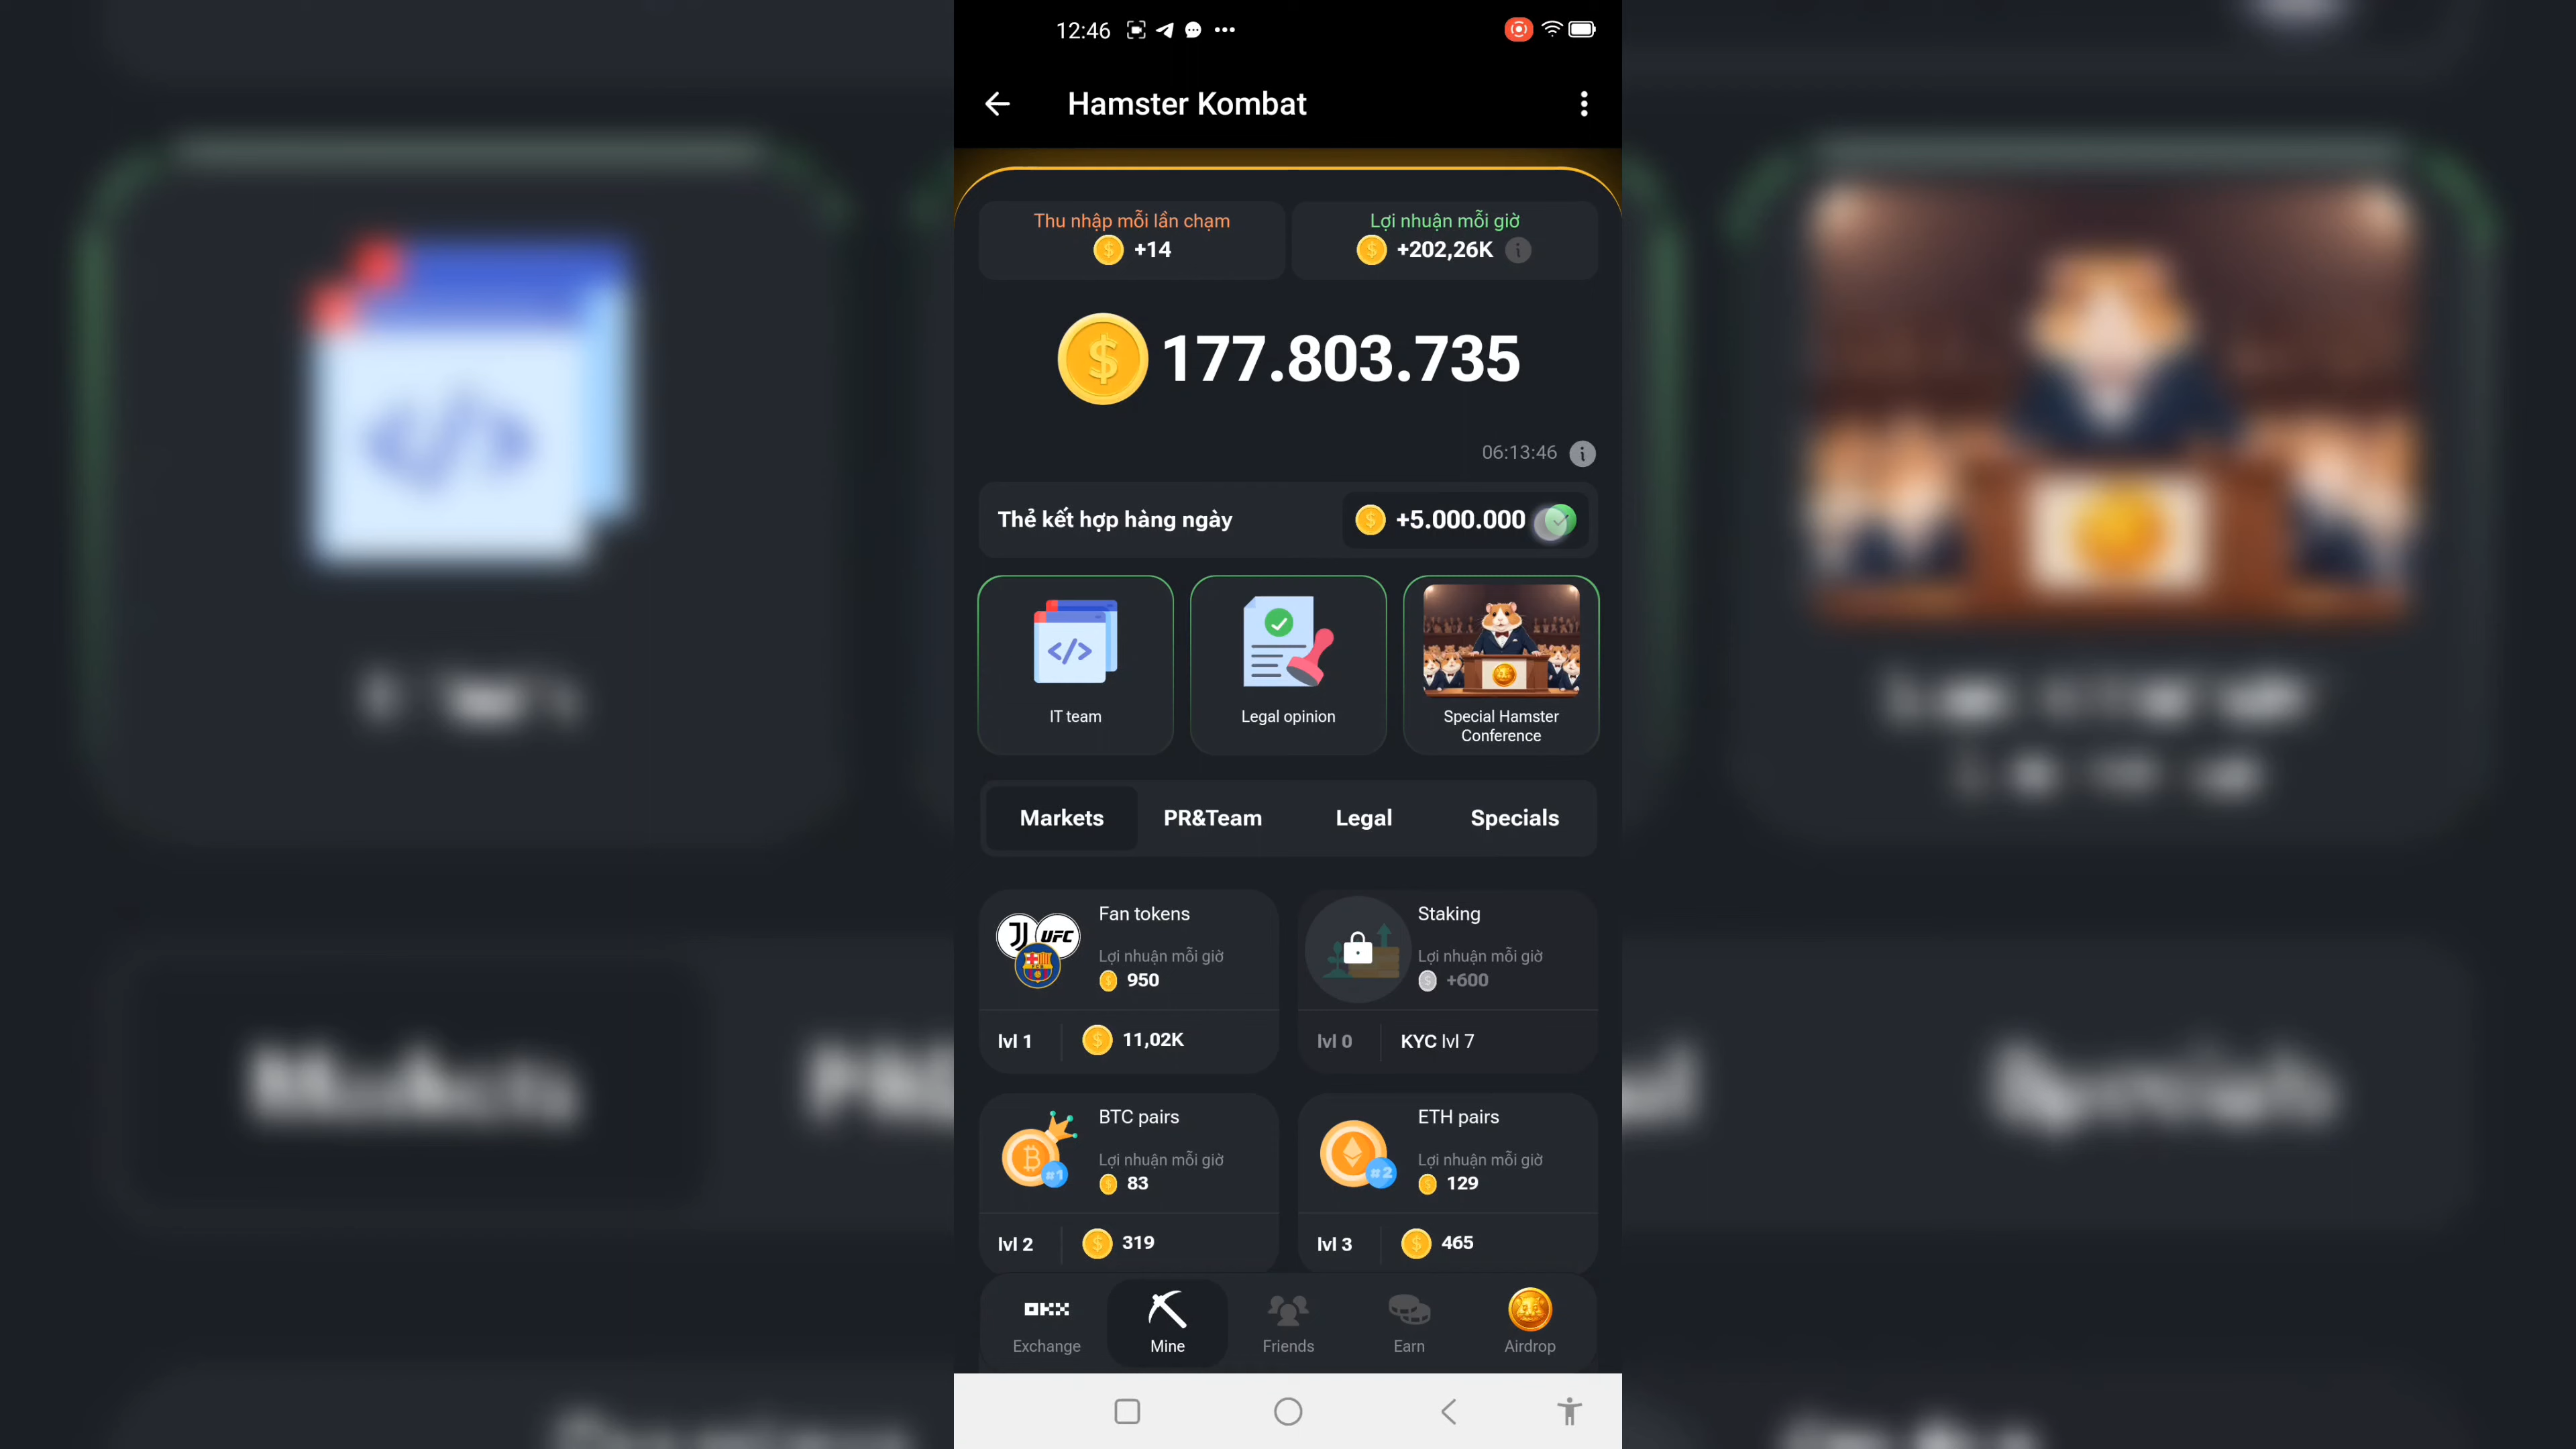 12:46
Hamster Kombat
Thu nhập mỗi lần chạm
+14
Lợi nhuận mỗi giờ
+202,26K
177.803.735
06:13:46
Thẻ kết hợp hàng ngày
+5.000.000
IT team
Legal opinion
Special Hamster
Conference
Markets
PR&Team
Legal
Specials
UFC
Fan tokens
Lợi nhuận mỗi giờ
950
lvl 1
11,02K
Staking
Lợi nhuận mỗi giờ
+600
lvl 0
KYC lvl 7
#1
BTC pairs
Lợi nhuận mỗi giờ
83
lvl 2
319
#2
ETH pairs
Lợi nhuận mỗi giờ
129
lvl 3
465
OKX
Exchange
Mine
Friends
Earn
Airdrop